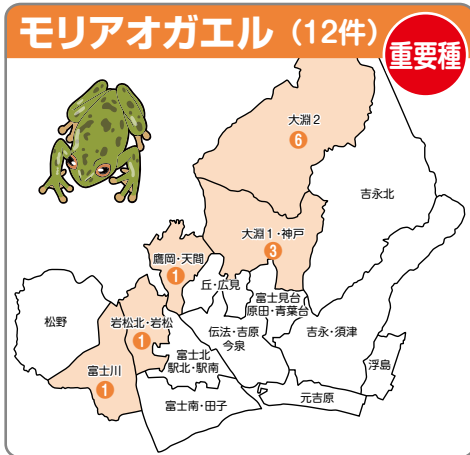 モリアオガエル（12件）
重要種
大淵2
6
吉永北
大淵1・神戸
3
鷹岡・天間
1
丘・広見
富士見台
原田・青葉台
松野
岩松北・岩松
1
伝法・吉原
今泉
吉永・須津
富士北
駅北・駅南
浮島
富士川
1
富士南・田子
元吉原